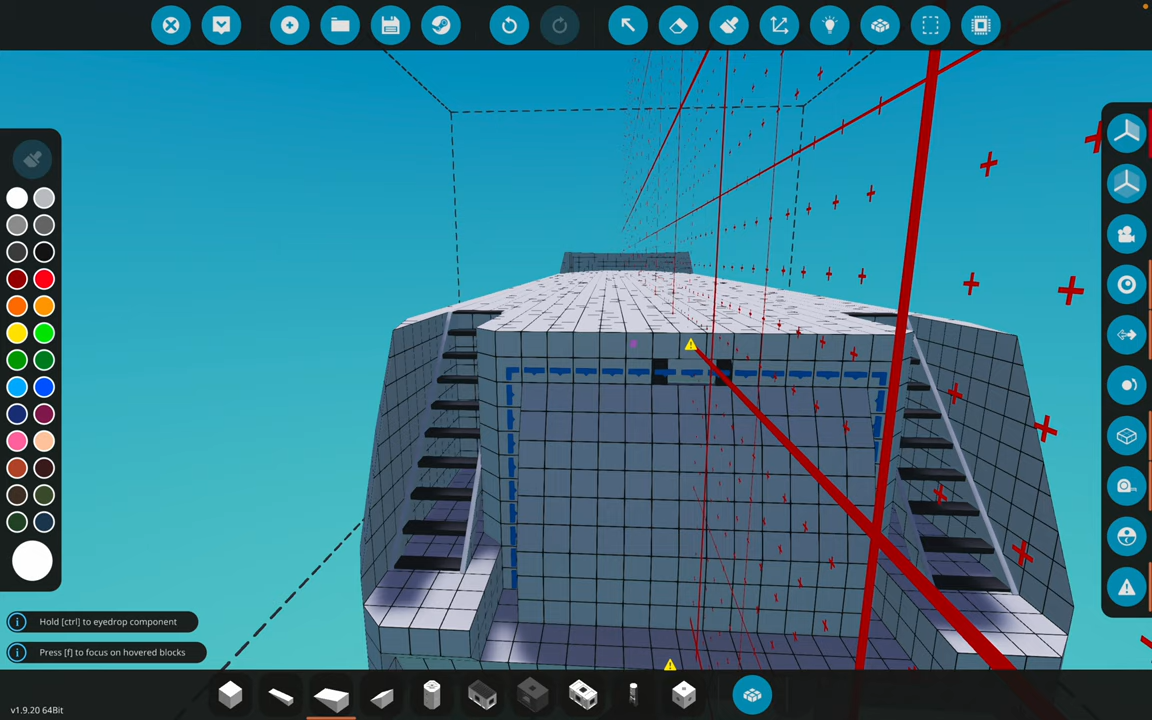 Hold [ctrl] to eyedrop component
Press [f] to focus on hovered blocks
v1.9.20 64Bit